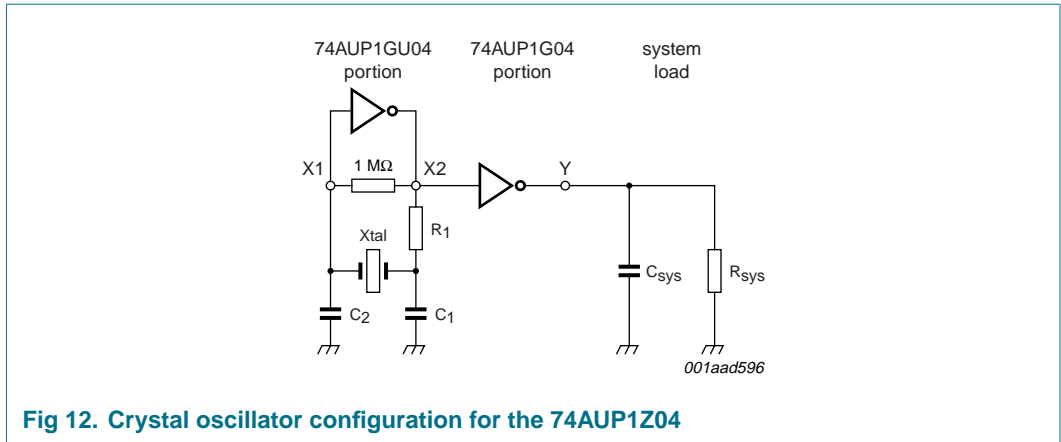 74AUP1GU04
portion
74AUP1G04
portion
system
load
X1
1 MΩ
X2
Y
R1
Xtal
Csys
Rsys
C2
C1
001aad596
Fig 12. Crystal oscillator configuration for the 74AUP1Z04